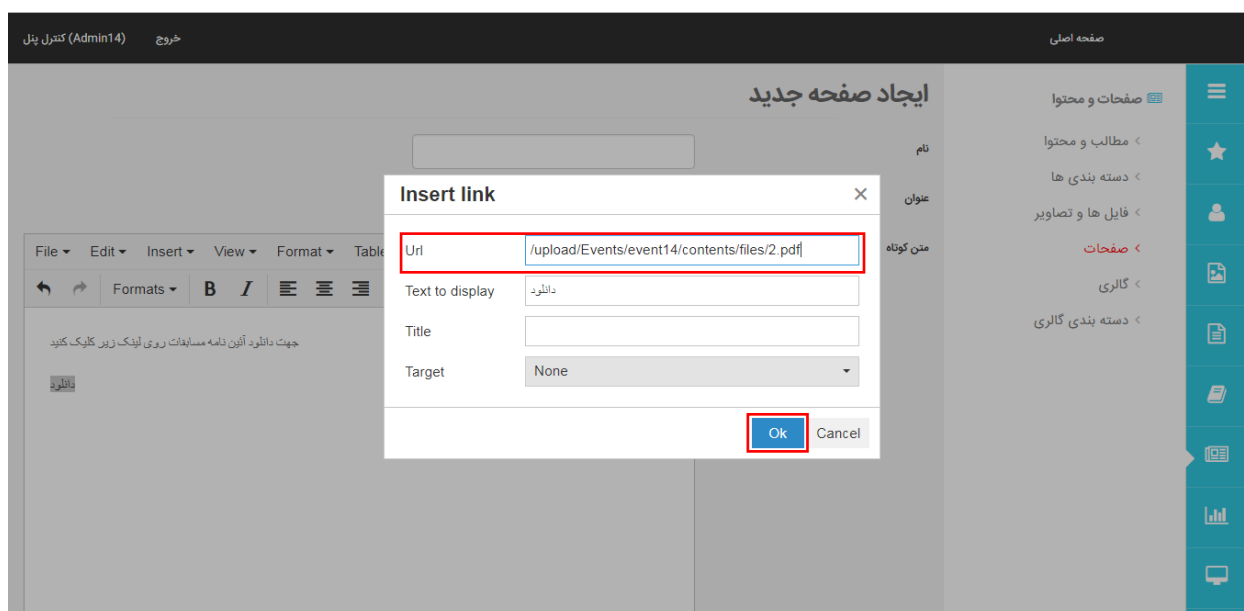 صفحه اصلی
خروج
کنترل پنل (Admin14)
صفحات و محتوا
مطالب و محتوا
دسته بندی ها
فایل ها و تصاویر
صفحات
گالری
دسته بندی گالری
ایجاد صفحه جدید
نام
عنوان
متن کوتاه
File Edit Insert View Format Table
Formats B I
جهت دانلود آئین نامه مسابقات روی لینک زیر کلیک کنید
دانلود
Insert link ×
Url /upload/Events/event14/contents/files/2.pdf
Text to display دانلود
Title
Target None
Ok Cancel